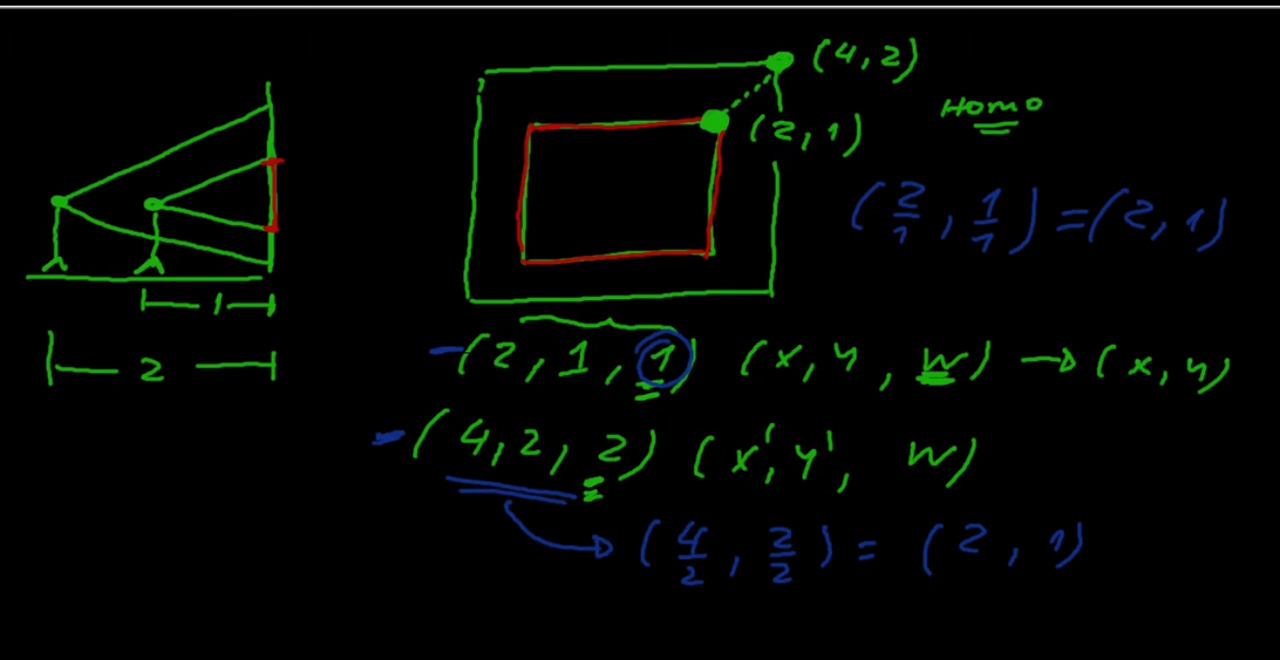 (4,2)
Homo
(2,1)
(2/1, 1/1) = (2,1)
1
2
-(2, 1, 1) (x, y, w) → (x, y)
-(4, 2, 2) (x', y', w)
(4/2, 2/2) = (2, 1)